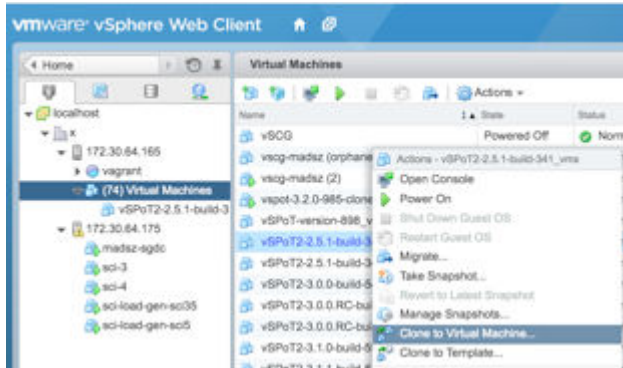 vmware® vSphere Web Client
Home
Virtual Machines
Actions
Name
State
Status
localhost
x
172.30.64.165
vagrant
(74) Virtual Machines
vSPoT2-2.5.1-build-3
172.30.64.175
madsz-sgdc
sci-3
sci-4
sci-load-gen-sci35
sci-load-gen-sci5
vSCG
Powered Off
Norm
vscg-madsz (orphane
vscg-madsz (2)
vspot-3.2.0-985-clone
vSPoT-version-898_v
vSPoT2-2.5.1-build-3
vSPoT2-2.5.1-build-3
vSPoT2-3.0.0-build-5
vSPoT2-3.0.0.RC-bui
vSPoT2-3.0.0.RC-bui
vSPoT2-3.1.0-build-5
Actions - vSPoT2-2.5.1-build-341_vms
Open Console
Power On
Shut Down Guest OS
Restart Guest OS
Migrate...
Take Snapshot...
Revert to Latest Snapshot
Manage Snapshots...
Clone to Virtual Machine...
Clone to Template...